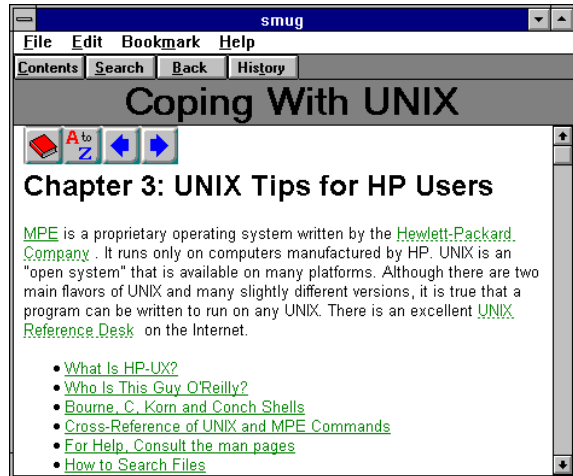 smug
File Edit Bookmark Help
Contents Search Back History
Coping With UNIX
A to Z
Chapter 3: UNIX Tips for HP Users
MPE is a proprietary operating system written by the Hewlett-Packard
Company . It runs only on computers manufactured by HP. UNIX is an
"open system" that is available on many platforms. Although there are two
main flavors of UNIX and many slightly different versions, it is true that a
program can be written to run on any UNIX. There is an excellent UNIX
Reference Desk on the Internet.
• What Is HP-UX?
• Who Is This Guy O'Reilly?
• Bourne, C, Korn and Conch Shells
• Cross-Reference of UNIX and MPE Commands
• For Help, Consult the man pages
• How to Search Files